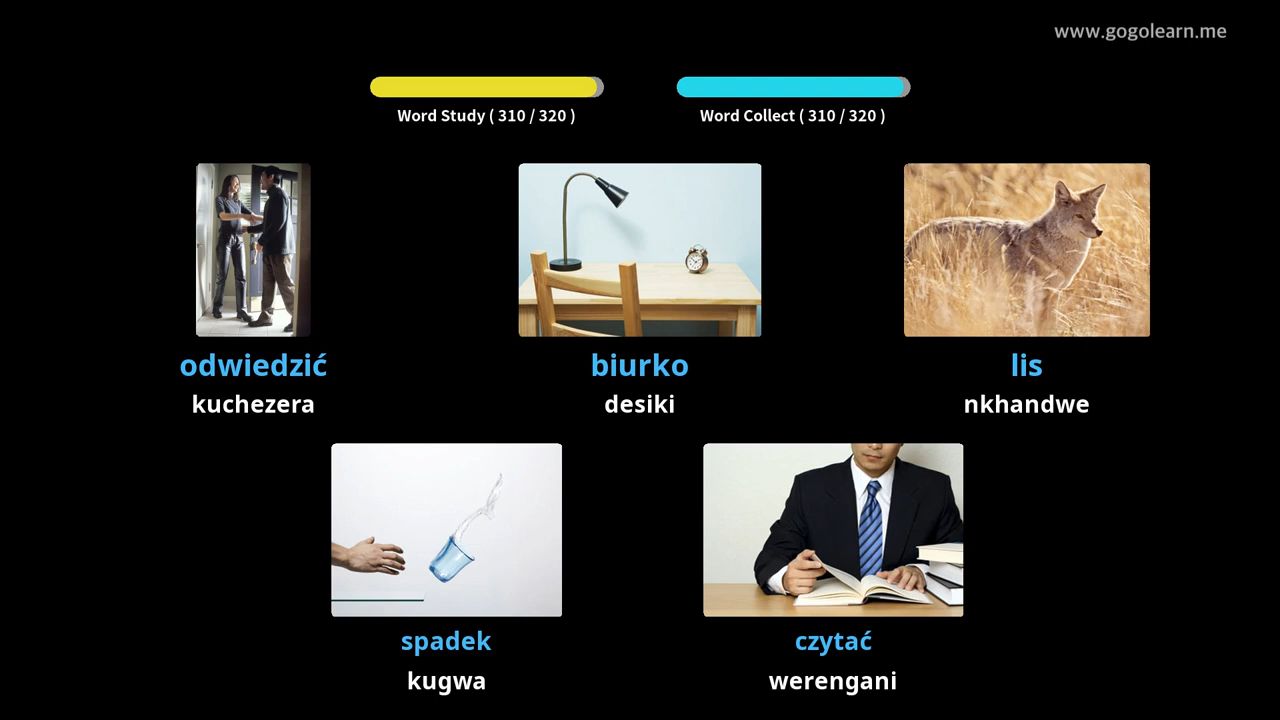 www.gogolearn.me
Word Study ( 310 / 320 )
Word Collect ( 310 / 320 )
odwiedzić
kuchezera
biurko
desiki
lis
nkhandwe
spadek
kugwa
czytać
werengani